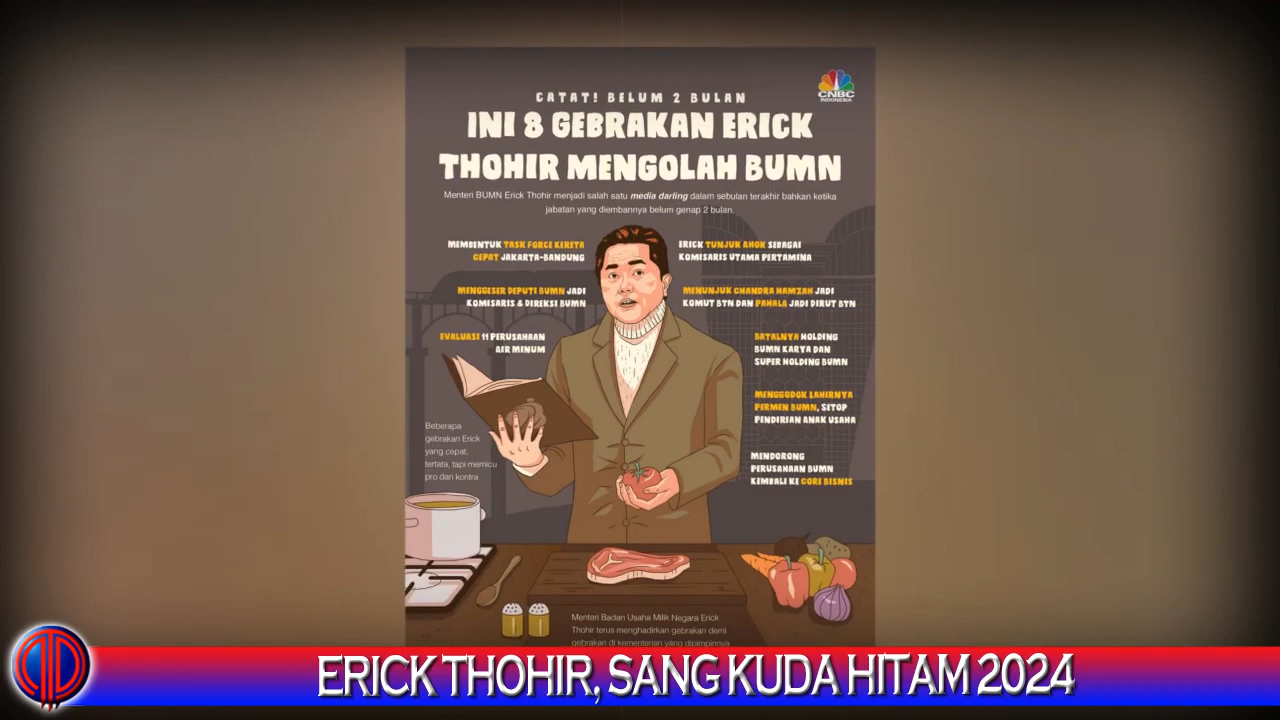 CATAT! BELUM 2 BULAN
INI 8 GEBRAKAN ERICK
THOHIR MENGOLAH BUMN
CNBC
INDONESIA
Menteri BUMN Erick Thohir menjadi salah satu media darling dalam sebulan terakhir bahkan ketika
jabatan yang diembannya belum genap 2 bulan.
MEMBENTUK TASK FORCE KERETA
CEPAT JAKARTA-BANDUNG
MENGGESER DEPUTI BUMN JADI
KOMISARIS & DIREKSI BUMN
EVALUASI 11 PERUSAHAAN
AIR MINUM
ERICK TUNJUK AHOK SEBAGAI
KOMISARIS UTAMA PERTAMINA
MENUNJUK CHANDRA HAMZAH JADI
KOMUT BTN DAN PAHALA JADI DIRUT BTN
BATALNYA HOLDING
BUMN KARYA DAN
SUPER HOLDING BUMN
MENGGODOK LAHIRNYA
PERMEN BUMN, SETOP
PENDIRIAN ANAK USAHA
MENDORONG
PERUSAHAAN BUMN
KEMBALI KE CORE BISNIS
Beberapa
gebrakan Erick
yang cepat,
tertata, tapi memicu
pro dan kontra
Menteri Badan Usaha Milik Negara Erick
Thohir terus menghadirkan gebrakan demi
gebrakan di kementerian yang dipimpinnya
ERICK THOHIR, SANG KUDA HITAM 2024